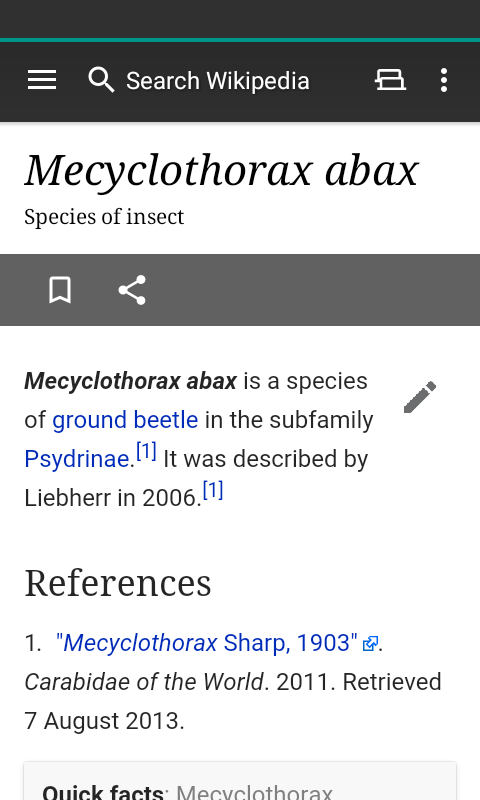 Search Wikipedia
Mecyclothorax abax
Species of insect
Mecyclothorax abax is a species
of ground beetle in the subfamily
Psydrinae.[1] It was described by
Liebherr in 2006.[1]
References
1. "Mecyclothorax Sharp, 1903" .
Carabidae of the World. 2011. Retrieved
7 August 2013.
Quick facts: Mecyclothorax